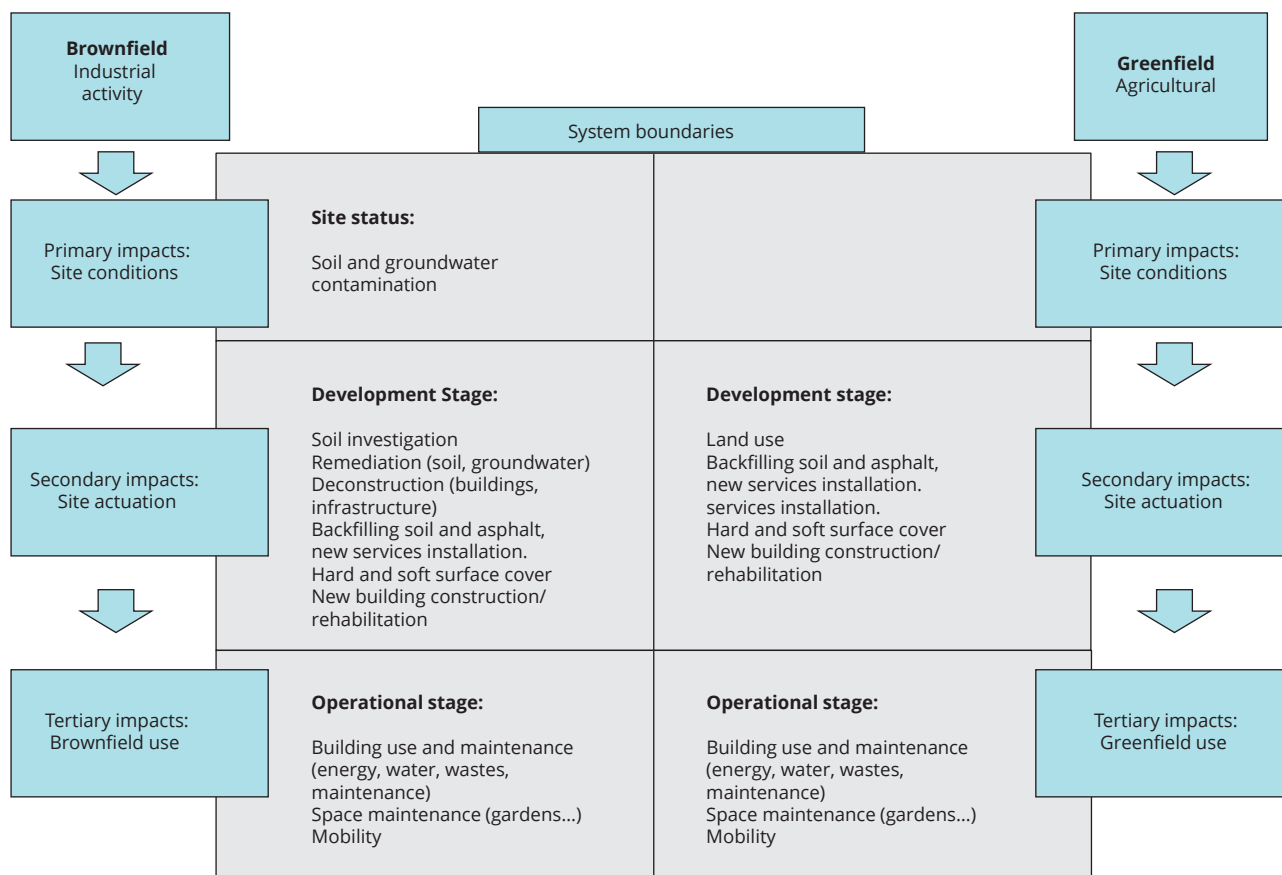 Brownfield
Industrial
activity
Greenfield
Agricultural
System boundaries
Primary impacts:
Site conditions
Site status:
Soil and groundwater
contamination
Primary impacts:
Site conditions
Secondary impacts:
Site actuation
Development Stage:
Soil investigation
Remediation (soil, groundwater)
Deconstruction (buildings,
infrastructure)
Backfilling soil and asphalt,
new services installation.
Hard and soft surface cover
New building construction/
rehabilitation
Development stage:
Land use
Backfilling soil and asphalt,
new services installation.
services installation.
Hard and soft surface cover
New building construction/
rehabilitation
Secondary impacts:
Site actuation
Tertiary impacts:
Brownfield use
Operational stage:
Building use and maintenance
(energy, water, wastes,
maintenance)
Space maintenance (gardens...)
Mobility
Operational stage:
Building use and maintenance
(energy, water, wastes,
maintenance)
Space maintenance (gardens...)
Mobility
Tertiary impacts:
Greenfield use